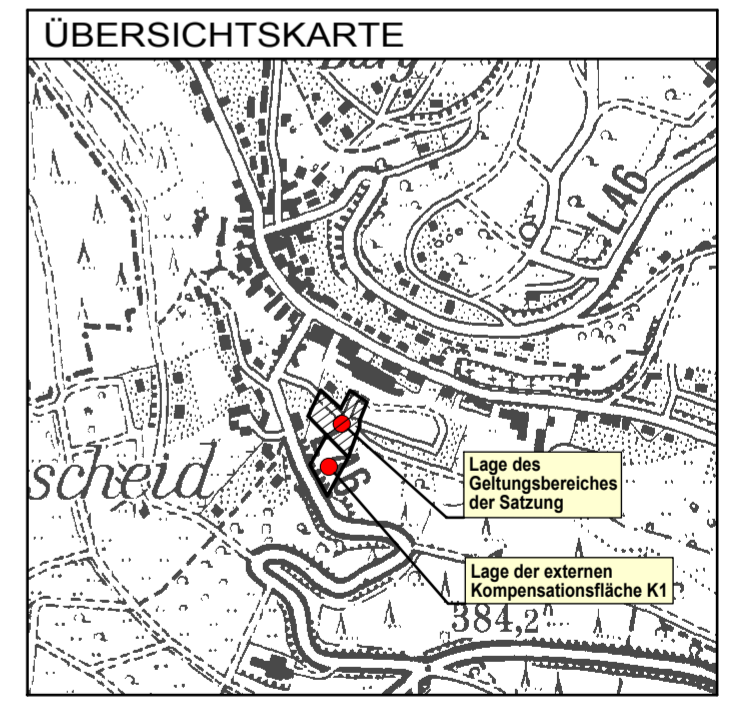 ÜBERSICHTSKARTE
L46
scheid
Lage des
Geltungsbereiches
der Satzung
Lage der externen
Kompensationsfläche K1
384,2